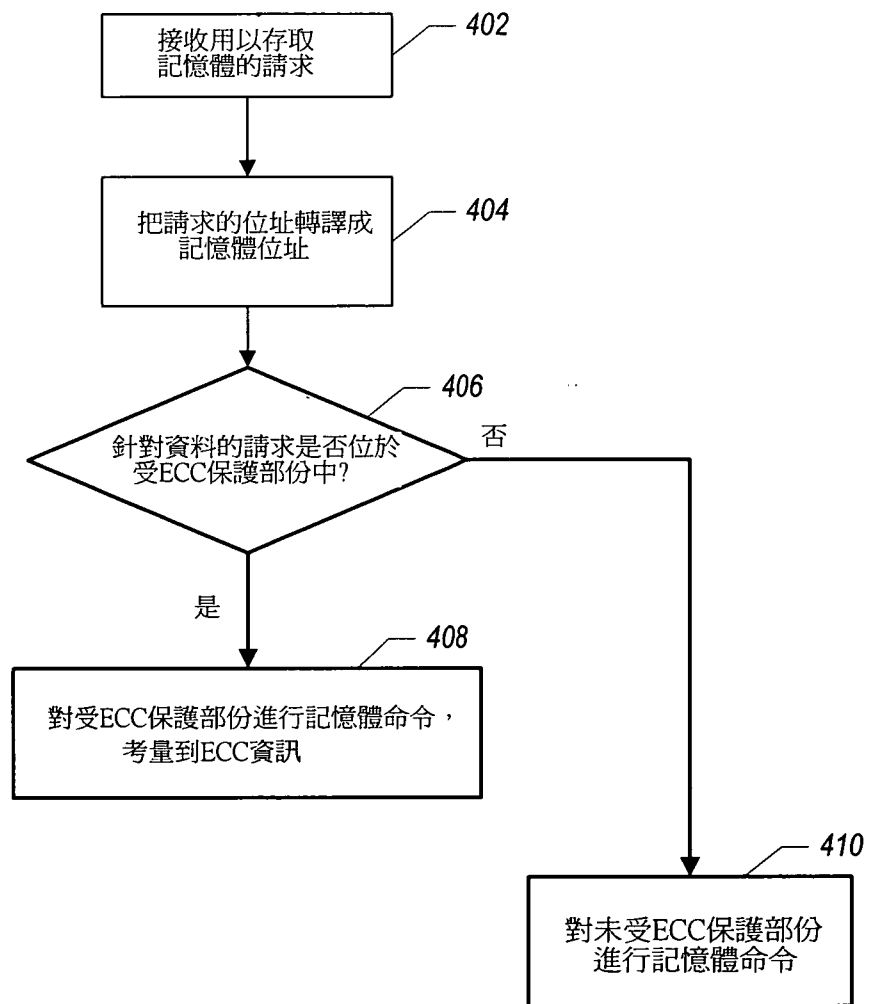 接收用以存取
記憶體的請求
402
把請求的位址轉譯成
記憶體位址
404
406
針對資料的請求是否位於
受ECC保護部份中?
否
是
408
對受ECC保護部份進行記憶體命令，
考量到ECC資訊
410
對未受ECC保護部份
進行記憶體命令